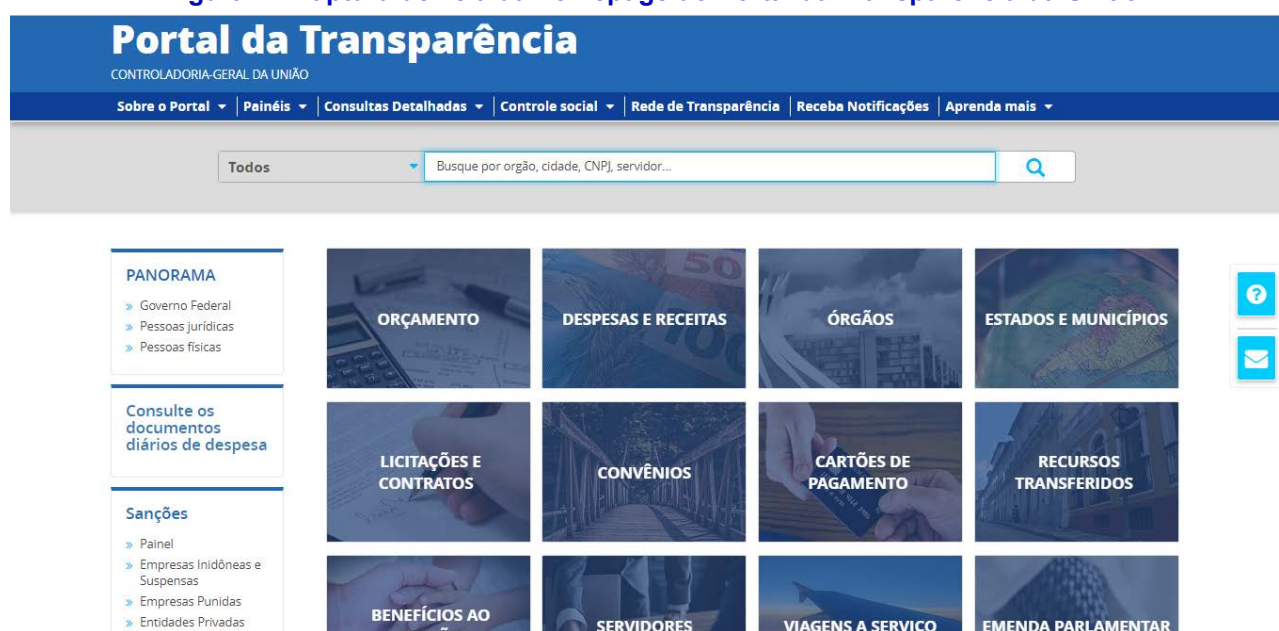 Portal da Transparência
CONTROLADORIA-GERAL DA UNIÃO
Sobre o Portal
Painéis
Consultas Detalhadas
Controle social
Rede de Transparência
Receba Notificações
Aprenda mais
Todos
Busque por orgão, cidade, CNPJ, servidor...
PANORAMA
Governo Federal
Pessoas jurídicas
Pessoas físicas
Consulte os
documentos
diários de despesa
Sanções
Painel
Empresas Inidôneas e
Suspensas
Empresas Punidas
Entidades Privadas
ORÇAMENTO
DESPESAS E RECEITAS
ÓRGÃOS
ESTADOS E MUNICÍPIOS
LICITAÇÕES E
CONTRATOS
CONVÊNIOS
CARTÕES DE
PAGAMENTO
RECURSOS
TRANSFERIDOS
BENEFÍCIOS AO
SERVIDORES
VIAGENS A SERVIÇO
EMENDA PARLAMENTAR